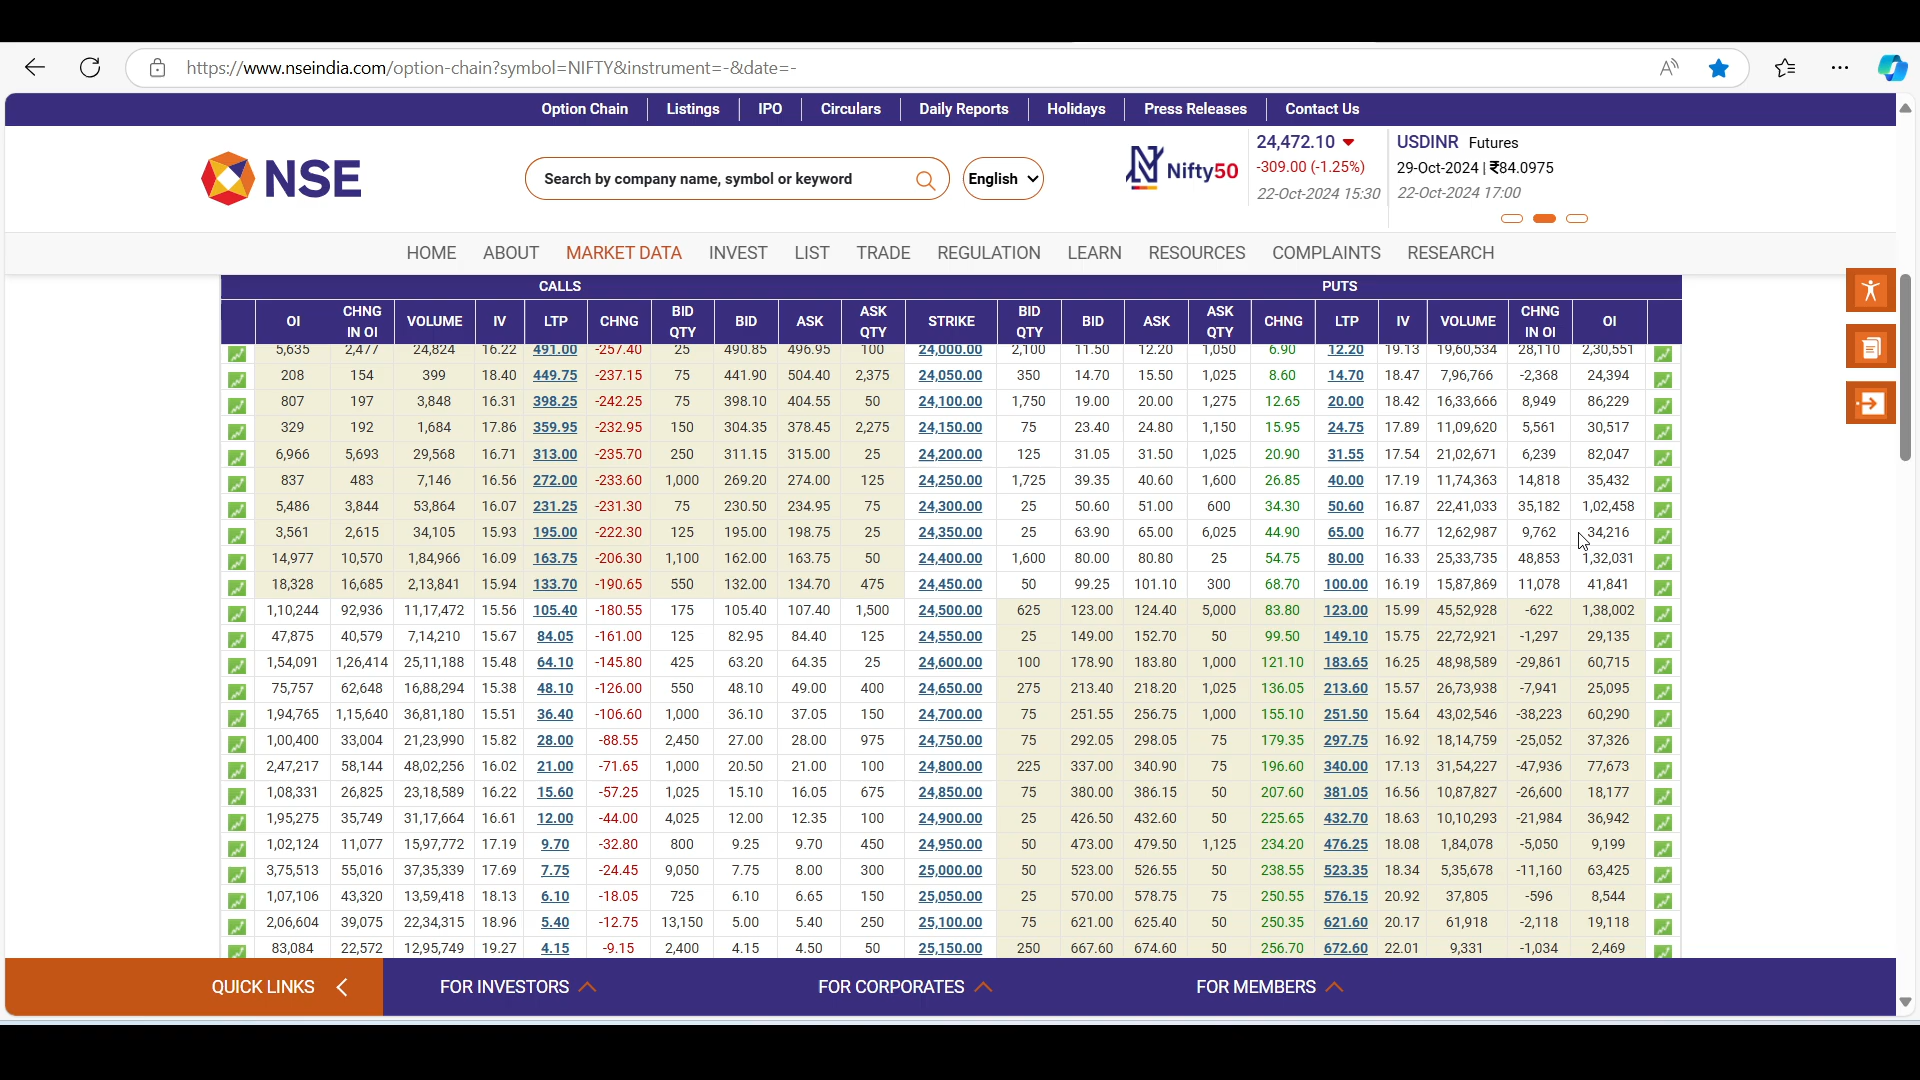 https://www.nseindia.com/option-chain?symbol=NIFTY&instrument=-&date=-
Option Chain Listings IPO Circulars Daily Reports Holidays Press Releases Contact Us
NSE
Search by company name, symbol or keyword
English
Nifty50
24,472.10
-309.00 (-1.25%)
22-Oct-2024 15:30
USDINR Futures
29-Oct-2024 | ₹84.0975
22-Oct-2024 17:00
HOME ABOUT MARKET DATA INVEST LIST TRADE REGULATION LEARN RESOURCES COMPLAINTS RESEARCH
CALLS PUTS
OI CHNG IN OI VOLUME IV LTP CHNG BID QTY BID ASK ASK QTY STRIKE BID QTY BID ASK ASK QTY CHNG LTP IV VOLUME CHNG IN OI OI
5,635 2,477 24,824 16.22 491.00 -257.40 25 490.85 496.95 100 24,000.00 2,100 11.50 12.20 1,050 6.90 12.20 19.13 19,60,534 28,110 2,30,551
208 154 399 18.40 449.75 -237.15 75 441.90 504.40 2,375 24,050.00 350 14.70 15.50 1,025 8.60 14.70 18.47 7,96,766 -2,368 24,394
807 197 3,848 16.31 398.25 -242.25 75 398.10 404.55 50 24,100.00 1,750 19.00 20.00 1,275 12.65 20.00 18.42 16,33,666 8,949 86,229
329 192 1,684 17.86 359.95 -232.95 150 304.35 378.45 2,275 24,150.00 75 23.40 24.80 1,150 15.95 24.75 17.89 11,09,620 5,561 30,517
6,966 5,693 29,568 16.71 313.00 -235.70 250 311.15 315.00 25 24,200.00 125 31.05 31.50 1,025 20.90 31.55 17.54 21,02,671 6,239 82,047
837 483 7,146 16.56 272.00 -233.60 1,000 269.20 274.00 125 24,250.00 1,725 39.35 40.60 1,600 26.85 40.00 17.19 11,74,363 14,818 35,432
5,486 3,844 53,864 16.07 231.25 -231.30 75 230.50 234.95 75 24,300.00 25 50.60 51.00 600 34.30 50.60 16.87 22,41,033 35,182 1,02,458
3,561 2,615 34,105 15.93 195.00 -222.30 125 195.00 198.75 25 24,350.00 25 63.90 65.00 6,025 44.90 65.00 16.77 12,62,987 9,762 34,216
14,977 10,570 1,84,966 16.09 163.75 -206.30 1,100 162.00 163.75 50 24,400.00 1,600 80.00 80.80 25 54.75 80.00 16.33 25,33,735 48,853 1,32,031
18,328 16,685 2,13,841 15.94 133.70 -190.65 550 132.00 134.70 475 24,450.00 50 99.25 101.10 300 68.70 100.00 16.19 15,87,869 11,078 41,841
1,10,244 92,936 11,17,472 15.56 105.40 -180.55 175 105.40 107.40 1,500 24,500.00 625 123.00 124.40 5,000 83.80 123.00 15.99 45,52,928 -622 1,38,002
47,875 40,579 7,14,210 15.67 84.05 -161.00 125 82.95 84.40 125 24,550.00 25 149.00 152.70 50 99.50 149.10 15.75 22,72,921 -1,297 29,135
1,54,091 1,26,414 25,11,188 15.48 64.10 -145.80 425 63.20 64.35 25 24,600.00 100 178.90 183.80 1,000 121.10 183.65 16.25 48,98,589 -29,861 60,715
75,757 62,648 16,88,294 15.38 48.10 -126.00 550 48.10 49.00 400 24,650.00 275 213.40 218.20 1,025 136.05 213.60 15.57 26,73,938 -7,941 25,095
1,94,765 1,15,640 36,81,180 15.51 36.40 -106.60 1,000 36.10 37.05 150 24,700.00 75 251.55 256.75 1,000 155.10 251.50 15.64 43,02,546 -38,223 60,290
1,00,400 33,004 21,23,990 15.82 28.00 -88.55 2,450 27.00 28.00 975 24,750.00 75 292.05 298.05 75 179.35 297.75 16.92 18,14,759 -25,052 37,326
2,47,217 58,144 48,02,256 16.02 21.00 -71.65 1,000 20.50 21.00 100 24,800.00 225 337.00 340.90 75 196.60 340.00 17.13 31,54,227 -47,936 77,673
1,08,331 26,825 23,18,589 16.22 15.60 -57.25 1,025 15.10 16.05 675 24,850.00 75 380.00 386.15 50 207.60 381.05 16.56 10,87,827 -26,600 18,177
1,95,275 35,749 31,17,664 16.61 12.00 -44.00 4,025 12.00 12.35 100 24,900.00 25 426.50 432.60 50 225.65 432.70 18.63 10,10,293 -21,984 36,942
1,02,124 11,077 15,97,772 17.19 9.70 -32.80 800 9.25 9.70 450 24,950.00 50 473.00 479.50 1,125 234.20 476.25 18.08 1,84,078 -5,050 9,199
3,75,513 55,016 37,35,339 17.69 7.75 -24.45 9,050 7.75 8.00 300 25,000.00 50 523.00 526.55 50 238.55 523.35 18.34 5,35,678 -11,160 63,425
1,07,106 43,320 13,59,418 18.13 6.10 -18.05 725 6.10 6.65 150 25,050.00 25 570.00 578.75 75 250.55 576.15 20.92 37,805 -596 8,544
2,06,604 39,075 22,34,315 18.96 5.40 -12.75 13,150 5.00 5.40 250 25,100.00 75 621.00 625.40 50 250.35 621.60 20.17 61,918 -2,118 19,118
83,084 22,572 12,95,749 19.27 4.15 -9.15 2,400 4.15 4.50 50 25,150.00 250 667.60 674.60 50 256.70 672.60 22.01 9,331 -1,034 2,469
QUICK LINKS FOR INVESTORS FOR CORPORATES FOR MEMBERS